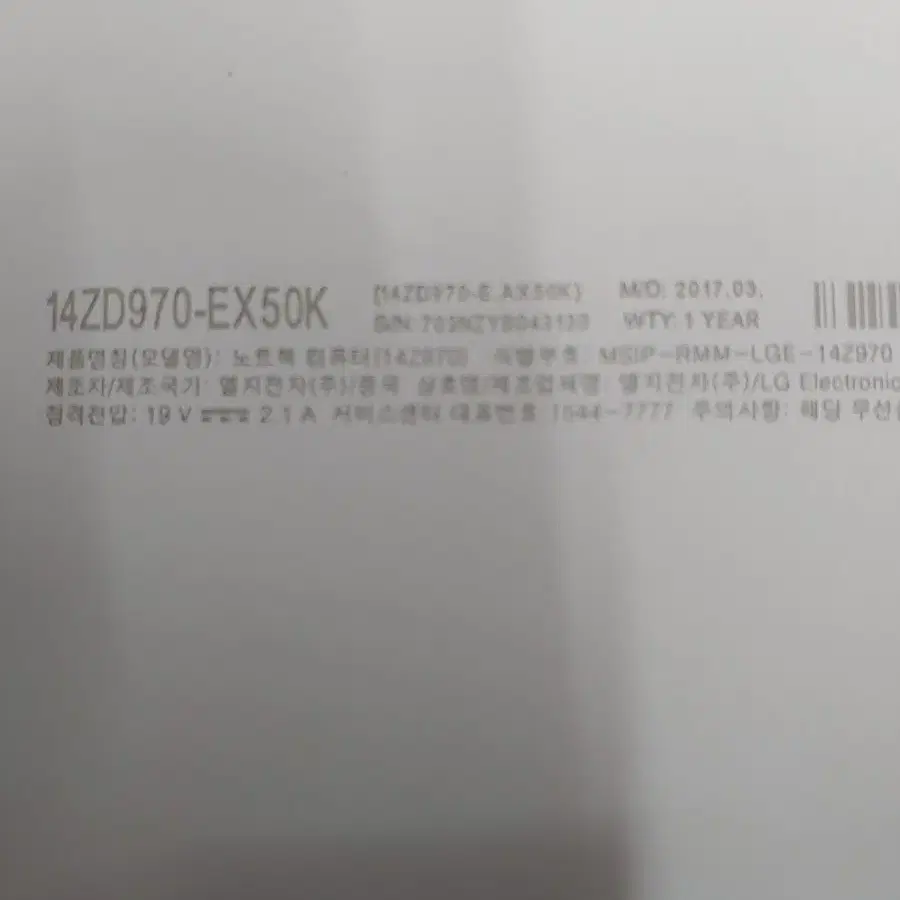 14ZD970-EX50K
(14ZD970-E.AX50K) M/D: 2017.03.
S/N: WTY: 1 YEAR
제품명칭(모델명): 노트북 컴퓨터(14Z970) 식별부호: MSIP-RMM-LGE-14Z970
제조자/제조국가: 엘지전자(주)/중국 상호명/제조업체명: 엘지전자(주)/LG Electronic
정격전압: 19 V 2.1 A 서비스센터 대표번호 1544-7777 주의사항: 해당 무선